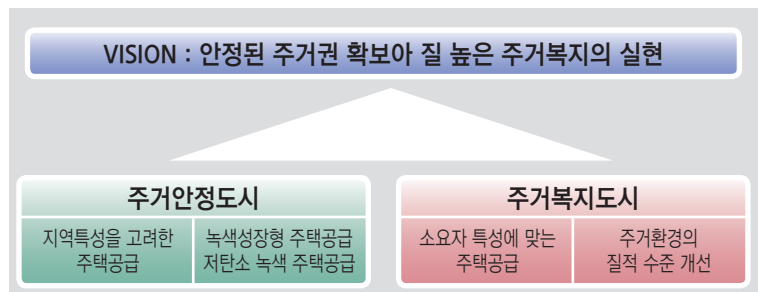 VISION : 안정된 주거권 확보아 질 높은 주거복지의 실현
주거안정도시
지역특성을 고려한
주택공급
녹색성장형 주택공급
저탄소 녹색 주택공급
주거복지도시
소요자 특성에 맞는
주택공급
주거환경의
질적 수준 개선